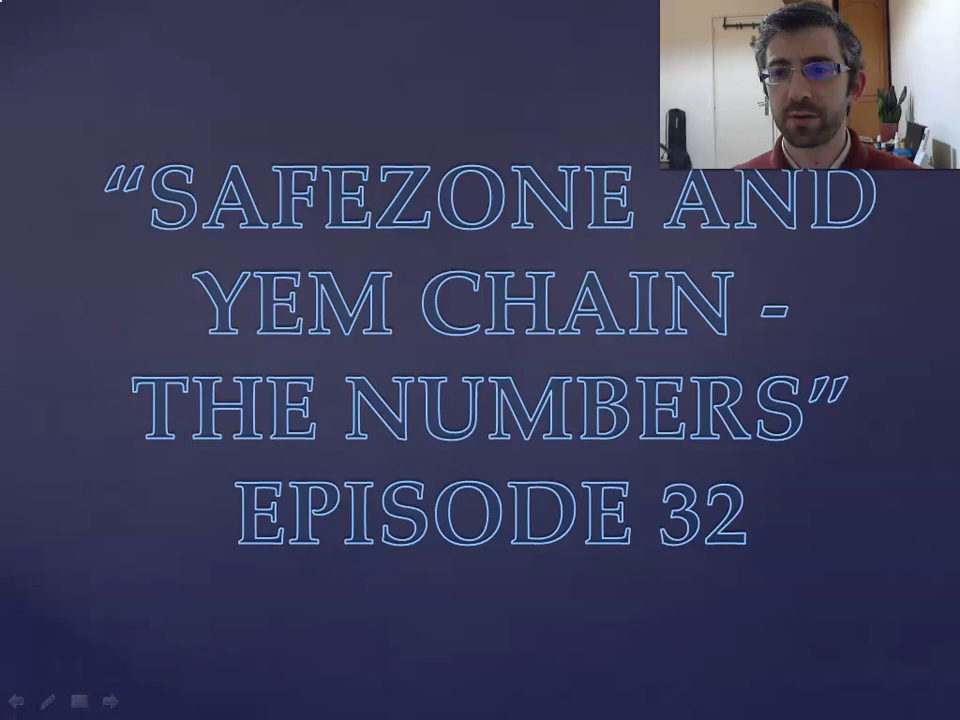 “SAFEZONE AND
YEM CHAIN -
THE NUMBERS”
EPISODE 32